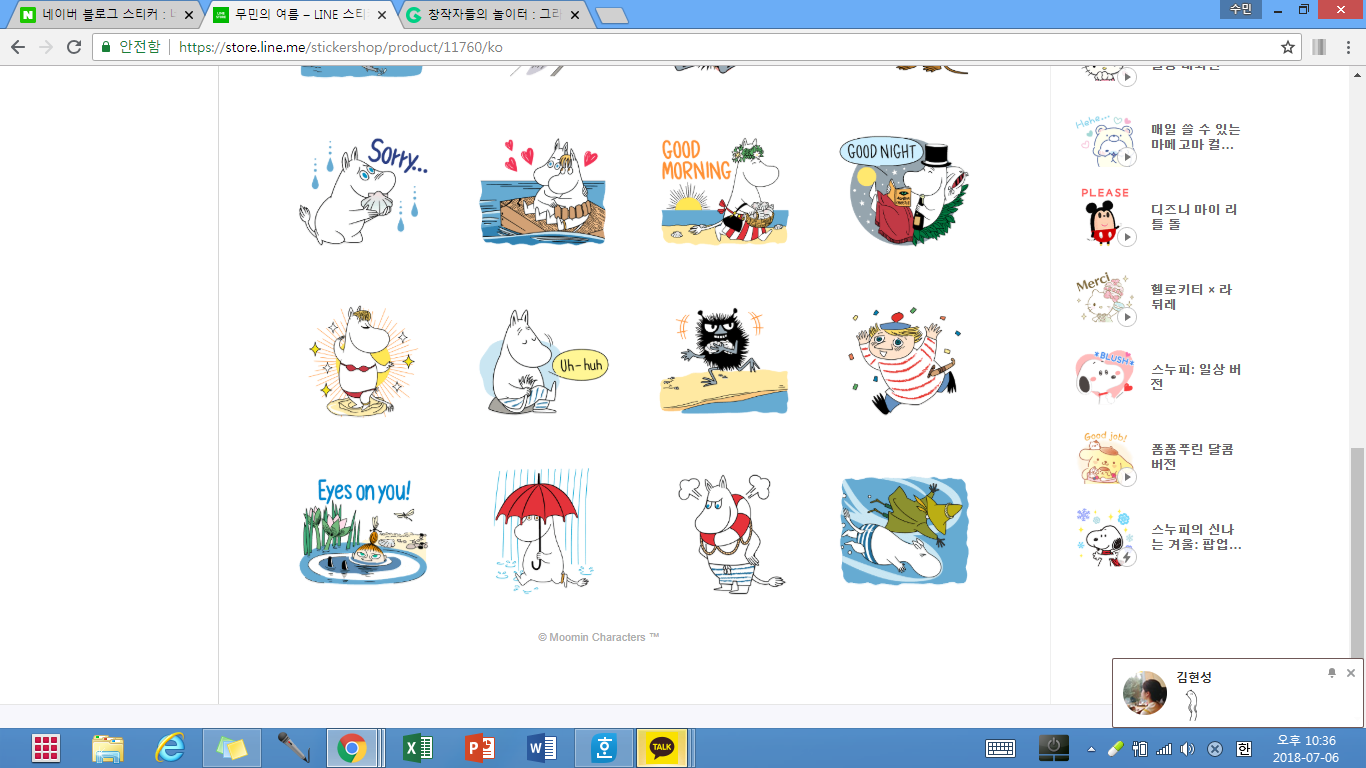 네이버 블로그 스티커 : 네
무민의 여름 – LINE 스티
창작자들의 놀이터 : 그라
수민
안전함
https://store.line.me/stickershop/product/11760/ko
Sorry...
GOOD
MORNING
GOOD NIGHT
Uh-huh
Eyes on you!
© Moomin Characters ™
Hehe...
매일 쓸 수 있는
마메 고마 컬...
PLEASE
디즈니 마이 리
틀 돌
Merci
헬로키티 × 라
뒤레
*BLUSH*
스누피: 일상 버
전
Good job!
폼폼푸린 달콤
버전
스누피의 신나
는 겨울: 팝업...
김현성
TALK
한
오후 10:36
2018-07-06